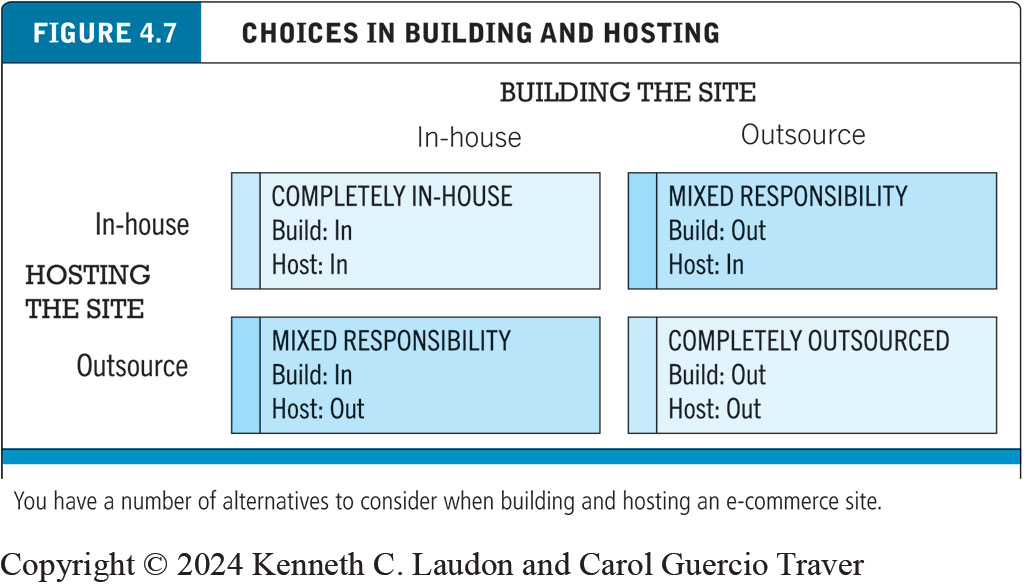 FIGURE 4.7 CHOICES IN BUILDING AND HOSTING
BUILDING THE SITE
In-house Outsource
In-house
COMPLETELY IN-HOUSE
Build: In
Host: In
MIXED RESPONSIBILITY
Build: Out
Host: In
HOSTING
THE SITE
Outsource
MIXED RESPONSIBILITY
Build: In
Host: Out
COMPLETELY OUTSOURCED
Build: Out
Host: Out
You have a number of alternatives to consider when building and hosting an e-commerce site.
Copyright © 2024 Kenneth C. Laudon and Carol Guercio Traver